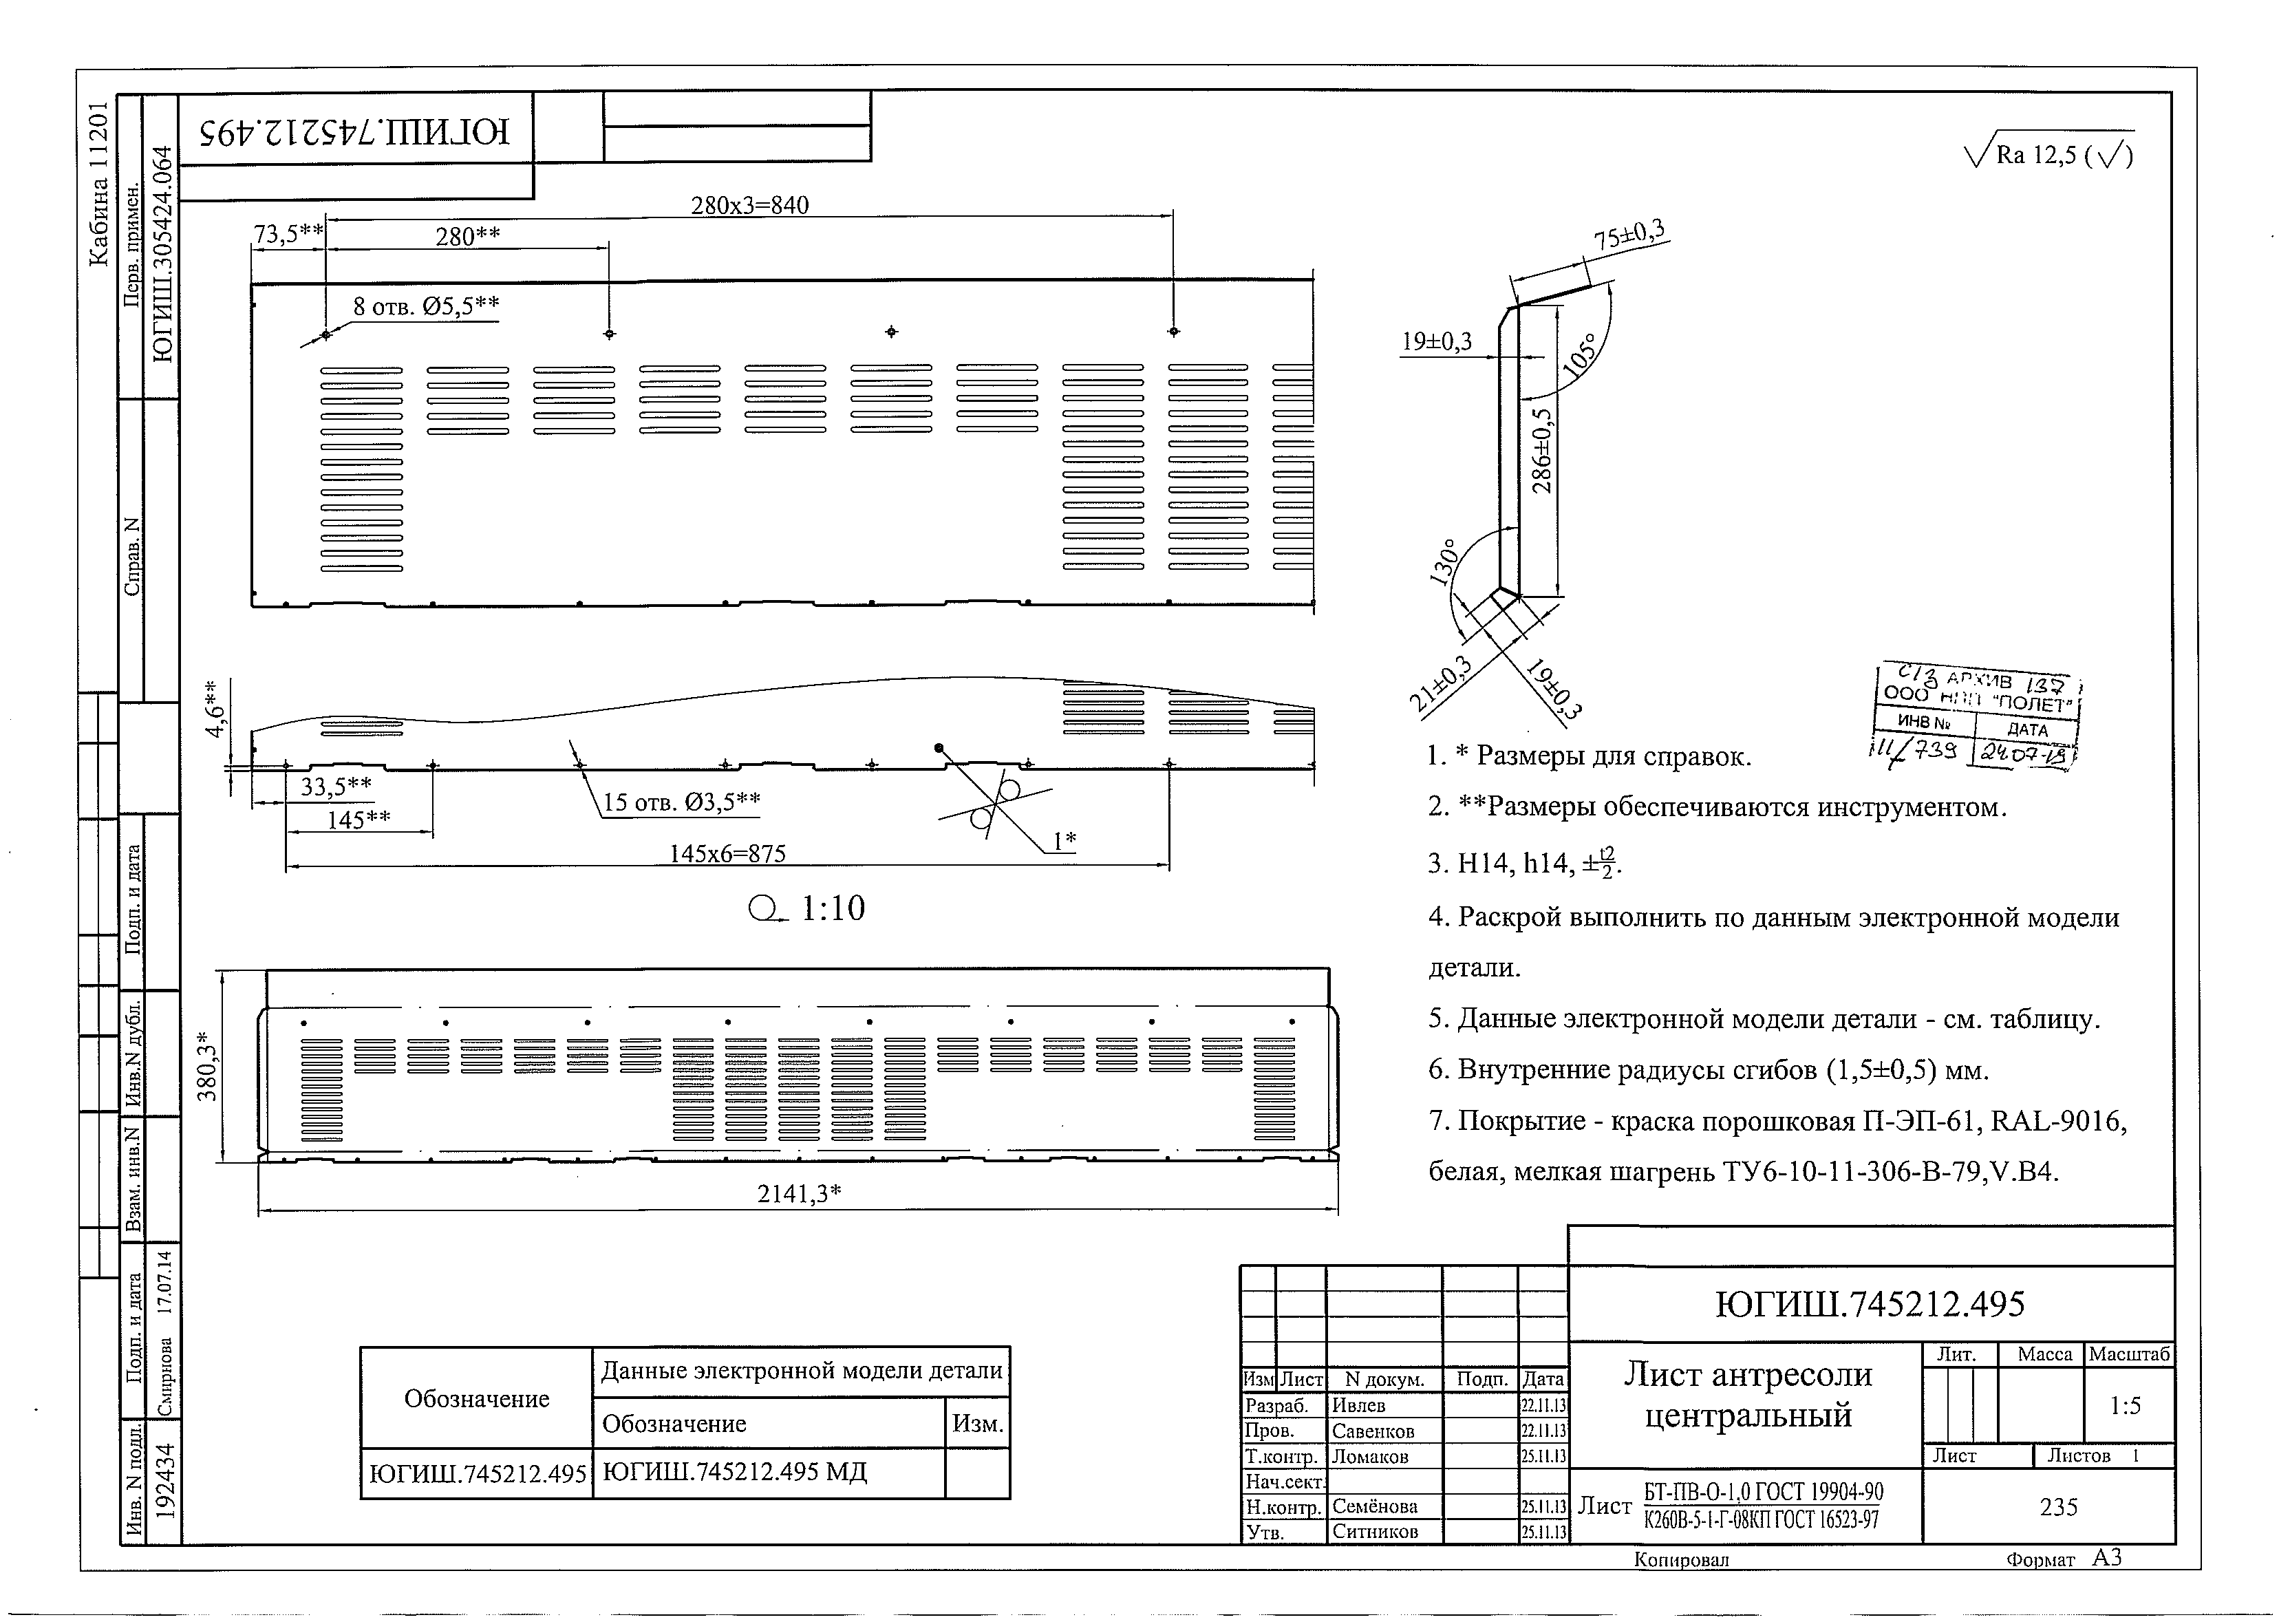 Кабина 11201
Перв. примен.
ЮГИШ.305424.064
Справ. N
Подп. и дата
Инв.N дубл.
Взам. инв.N
Подп. и дата
Смирнова 17.07.14
Инв. N подл.
192434
ЮГИШ.745212.495
Ra 12,5 (√)
280x3=840
73,5**
280**
8 отв. Ø5,5**
75±0,3
19±0,3
105°
286±0,5
130°
21±0,3
19±0,3
4,6**
33,5**
145**
15 отв. Ø3,5**
1*
145x6=875
1:10
380,3*
2141,3*
С/З АРХИВ 137
ООО НПП "ПОЛЕТ"
ИНВ № ДАТА
III/739 24.07.19
1. * Размеры для справок.
2. **Размеры обеспечиваются инструментом.
3. H14, h14, ±t2/2.
4. Раскрой выполнить по данным электронной модели
детали.
5. Данные электронной модели детали - см. таблицу.
6. Внутренние радиусы сгибов (1,5±0,5) мм.
7. Покрытие - краска порошковая П-ЭП-61, RAL-9016,
белая, мелкая шагрень ТУ6-10-11-306-В-79,V.В4.
Обозначение
Данные электронной модели детали
Обозначение Изм.
ЮГИШ.745212.495 ЮГИШ.745212.495 МД
ЮГИШ.745212.495
Лист антресоли
центральный
Лит. Масса Масштаб
1:5
Лист Листов 1
Изм Лист N докум. Подп. Дата
Разраб. Ивлев 22.11.13
Пров. Савенков 22.11.13
Т.контр. Ломаков 25.11.13
Нач.сект.
Н.контр. Семёнова 25.11.13
Утв. Ситников 25.11.13
Лист БТ-ПВ-О-1,0 ГОСТ 19904-90
К260В-5-1-Г-08КП ГОСТ 16523-97
235
Копировал Формат А3